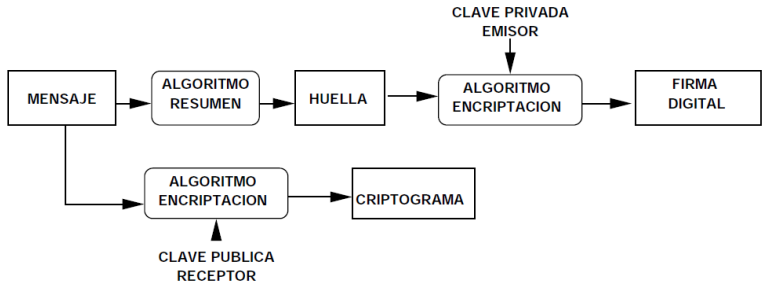 CLAVE PRIVADA
EMISOR
MENSAJE
ALGORITMO
RESUMEN
HUELLA
ALGORITMO
ENCRIPTACION
FIRMA
DIGITAL
ALGORITMO
ENCRIPTACION
CRIPTOGRAMA
CLAVE PUBLICA
RECEPTOR